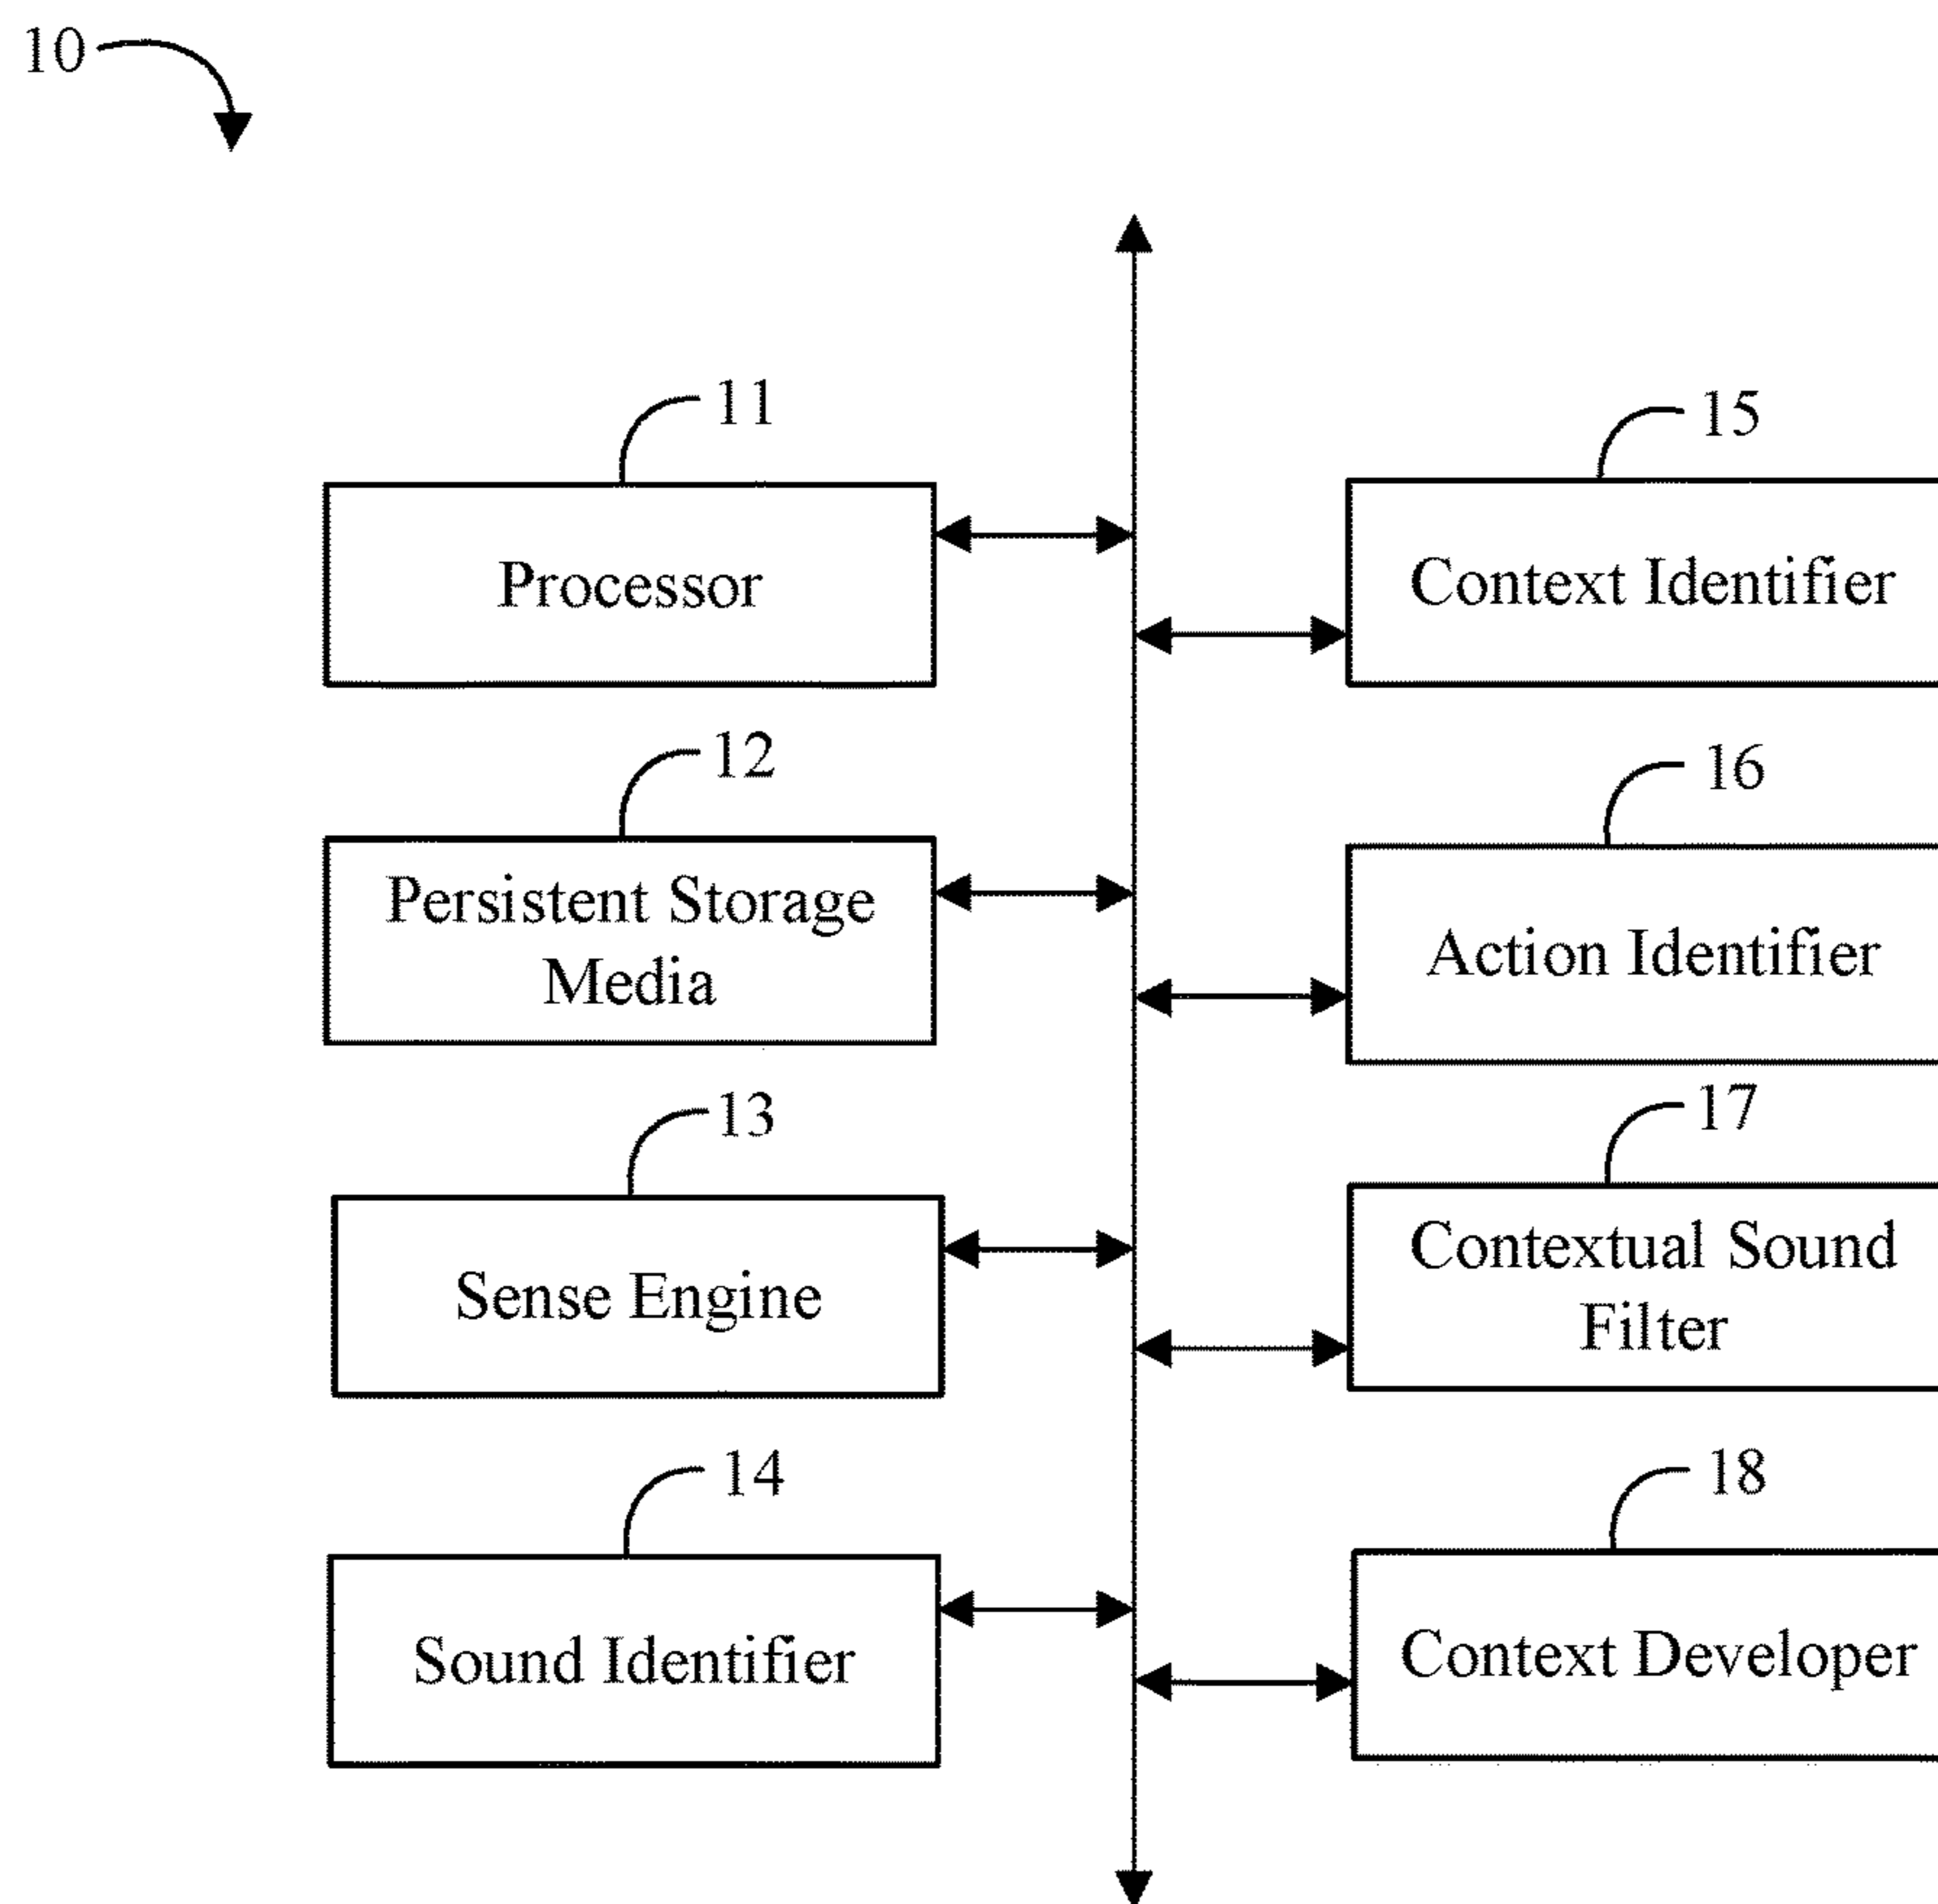 10
11
Processor
12
Persistent Storage
Media
13
Sense Engine
14
Sound Identifier
15
Context Identifier
16
Action Identifier
17
Contextual Sound
Filter
18
Context Developer